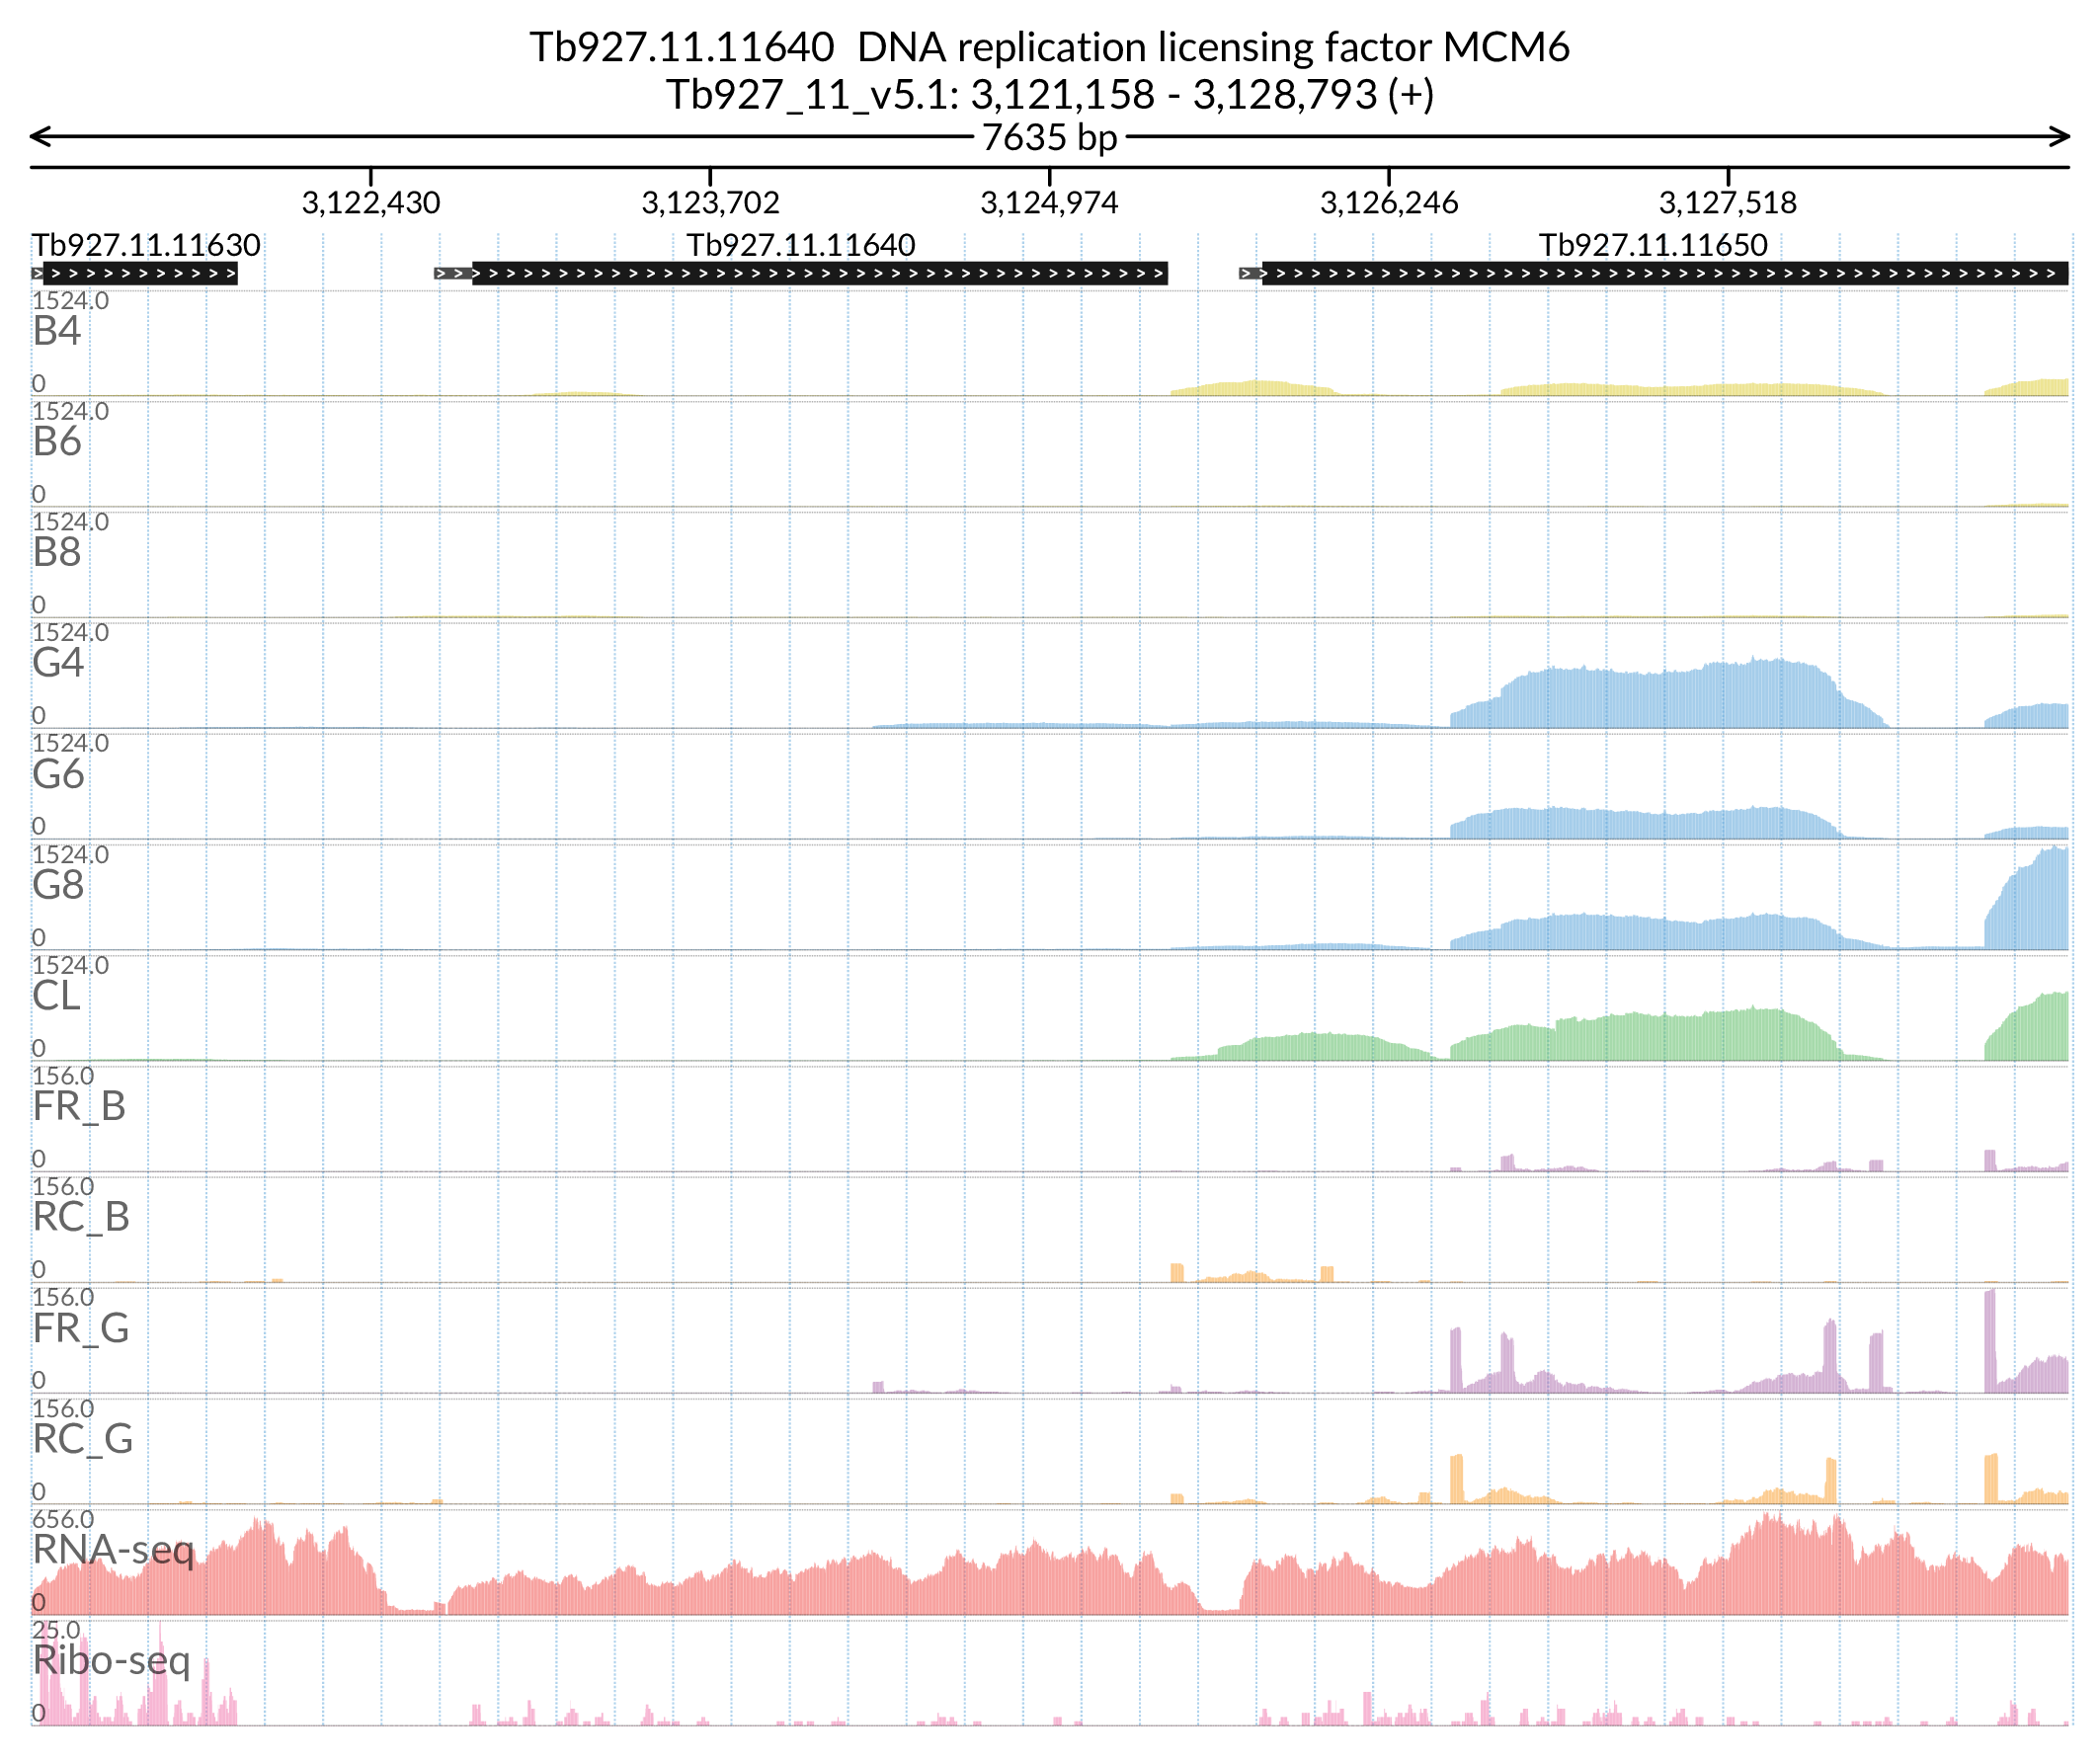 Tb927.11.11640  DNA replication licensing factor MCM6
Tb927_11_v5.1: 3,121,158 - 3,128,793 (+)
7635 bp
3,122,430 3,123,702 3,124,974 3,126,246 3,127,518
Tb927.11.11630 Tb927.11.11640 Tb927.11.11650
1524.0
B4
0
1524.0
B6
0
1524.0
B8
0
1524.0
G4
0
1524.0
G6
0
1524.0
G8
0
1524.0
CL
0
156.0
FR_B
0
156.0
RC_B
0
156.0
FR_G
0
156.0
RC_G
0
656.0
RNA-seq
0
25.0
Ribo-seq
0